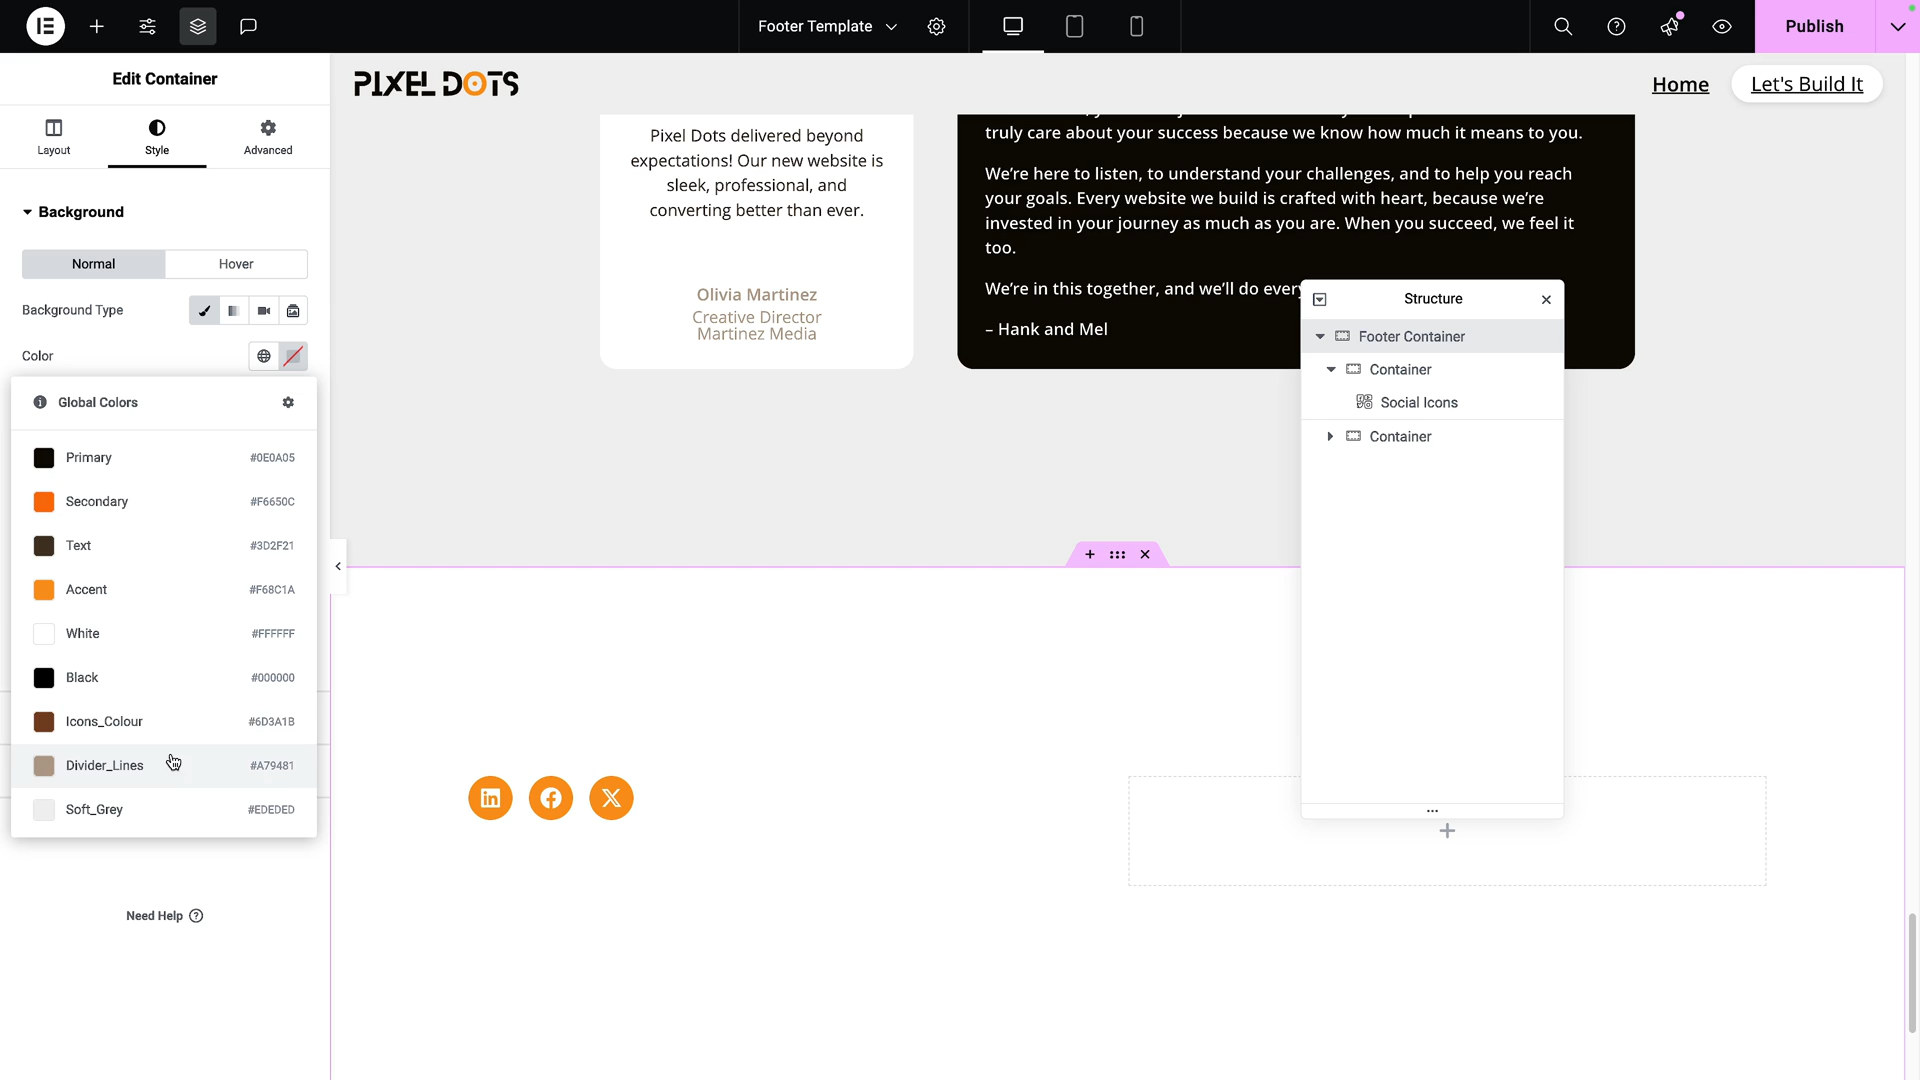 Footer Template
Publish
Edit Container
Layout
Style
Advanced
Background
Normal
Hover
Background Type
Color
Global Colors
Primary #0E0A05
Secondary #F6650C
Text #3D2F21
Accent #F68C1A
White #FFFFFF
Black #000000
Icons_Colour #6D3A1B
Divider_Lines #A79481
Soft_Grey #EDEDED
Need Help
PIXEL DOTS
Home
Let's Build It
Pixel Dots delivered beyond
expectations! Our new website is
sleek, professional, and
converting better than ever.
Olivia Martinez
Creative Director
Martinez Media
truly care about your success because we know how much it means to you.
We're here to listen, to understand your challenges, and to help you reach
your goals. Every website we build is crafted with heart, because we're
invested in your journey as much as you are. When you succeed, we feel it
too.
We're in this together, and we'll do every
– Hank and Mel
Structure
Footer Container
Container
Social Icons
Container